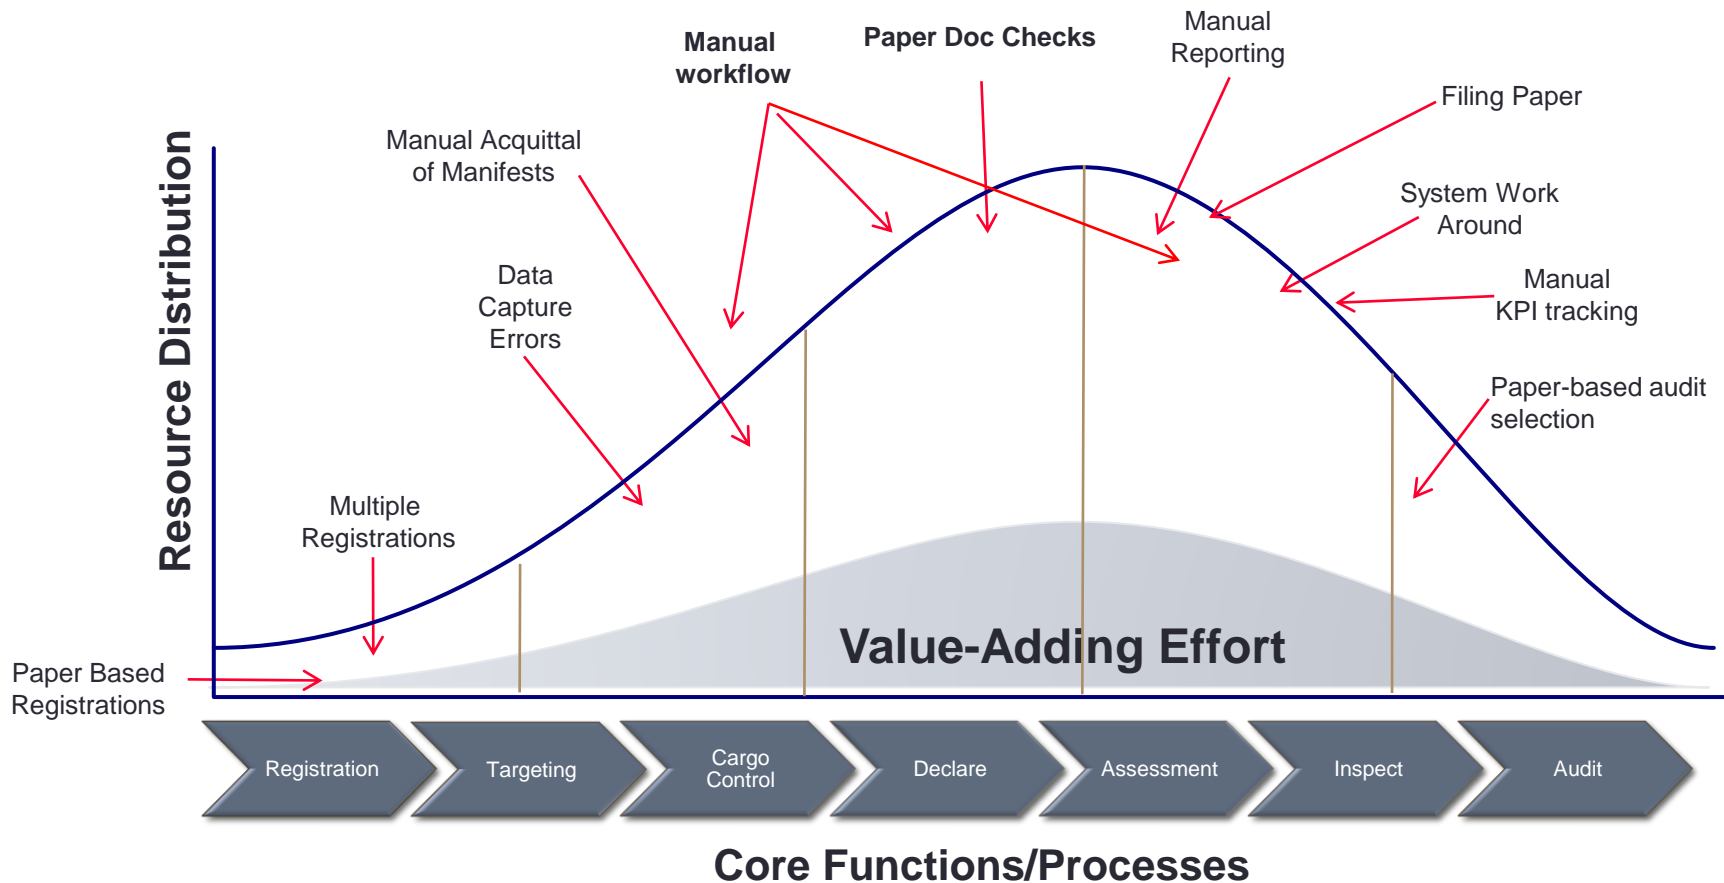 Manual
workflow
Paper Doc Checks
Manual
Reporting
Filing Paper
Manual Acquittal
of Manifests
System Work
Around
Data
Capture
Errors
Manual
KPI tracking
Paper-based audit
selection
Multiple
Registrations
Paper Based
Registrations
Resource Distribution
Value-Adding Effort
Registration
Targeting
Cargo
Control
Declare
Assessment
Inspect
Audit
Core Functions/Processes